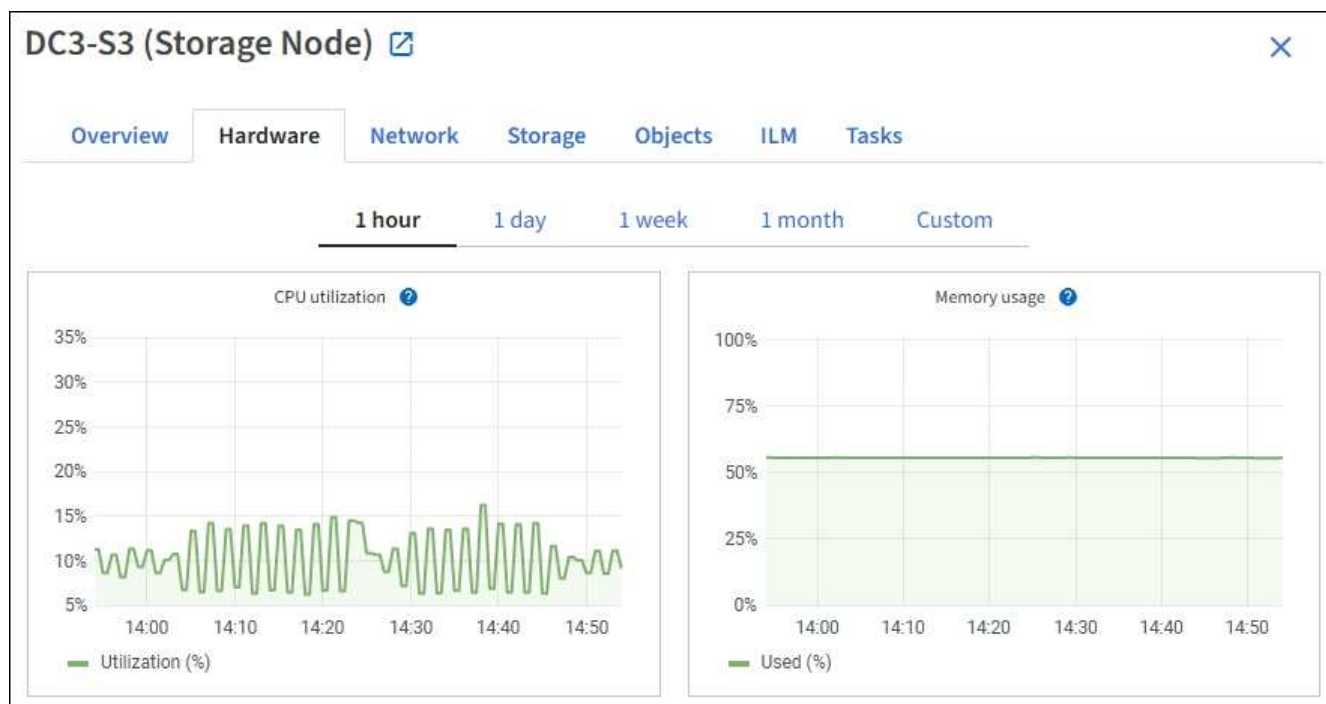 DC3-S3 (Storage Node)
Overview Hardware Network Storage Objects ILM Tasks
1 hour 1 day 1 week 1 month Custom
CPU utilization ?
35%
30%
25%
20%
15%
10%
5%
14:00 14:10 14:20 14:30 14:40 14:50
Utilization (%)
Memory usage ?
100%
75%
50%
25%
0%
14:00 14:10 14:20 14:30 14:40 14:50
Used (%)